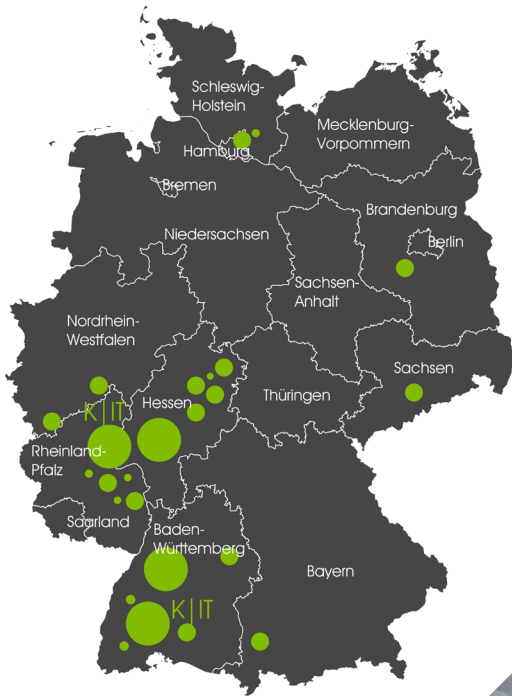 Schleswig-
Holstein
Mecklenburg-
Vorpommern
Hamburg
Bremen
Brandenburg
Berlin
Niedersachsen
Sachsen-
Anhalt
Nordrhein-
Westfalen
Sachsen
Thüringen
Hessen
K|IT
Rheinland-
Pfalz
Saarland
Baden-
Württemberg
Bayern
K|IT